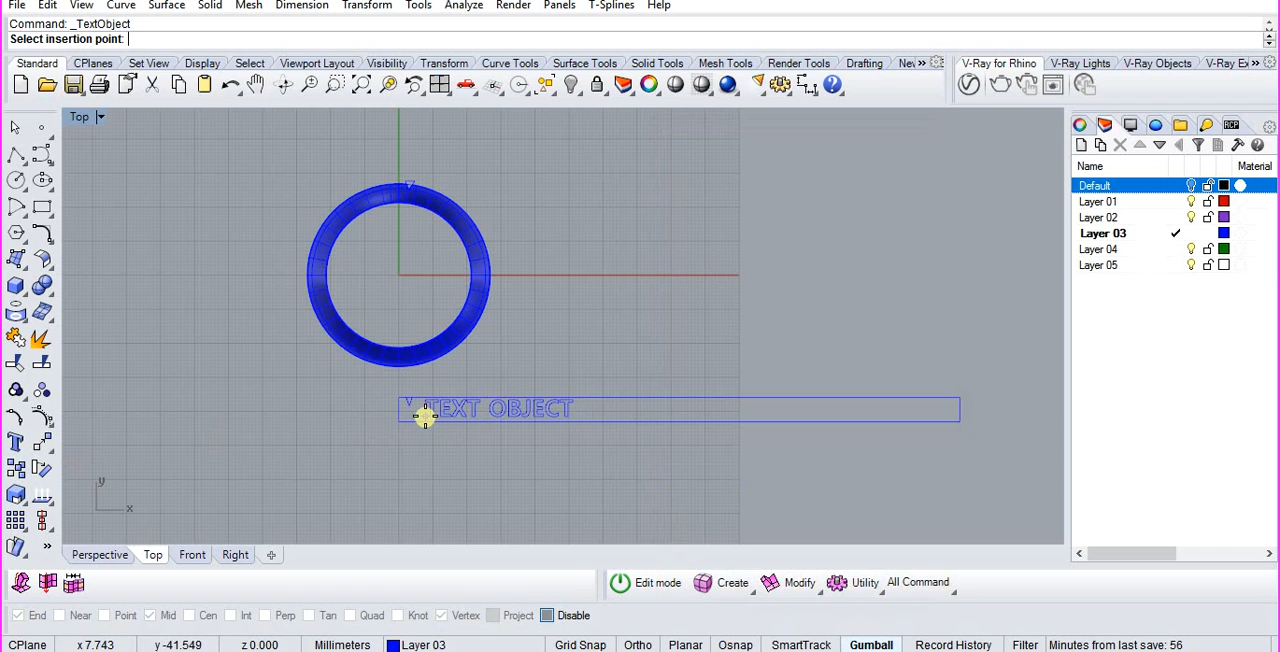 File Edit View Curve Surface Solid Mesh Dimension Transform Tools Analyze Render Panels T-Splines Help
Command: _TextObject
Select insertion point:
Standard CPlanes Set View Display Select Viewport Layout Visibility Transform Curve Tools Surface Tools Solid Tools Mesh Tools Render Tools Drafting New » V-Ray for Rhino V-Ray Lights V-Ray Objects V-Ray Ex »
Top
RCP
Name Material
Default
Layer 01
Layer 02
Layer 03
Layer 04
Layer 05
TEXT OBJECT
y
x
Perspective Top Front Right
Edit mode Create Modify Utility All Command
End Near Point Mid Cen Int Perp Tan Quad Knot Vertex Project Disable
CPlane x 7.743 y -41.549 z 0.000 Millimeters Layer 03 Grid Snap Ortho Planar Osnap SmartTrack Gumball Record History Filter Minutes from last save: 56